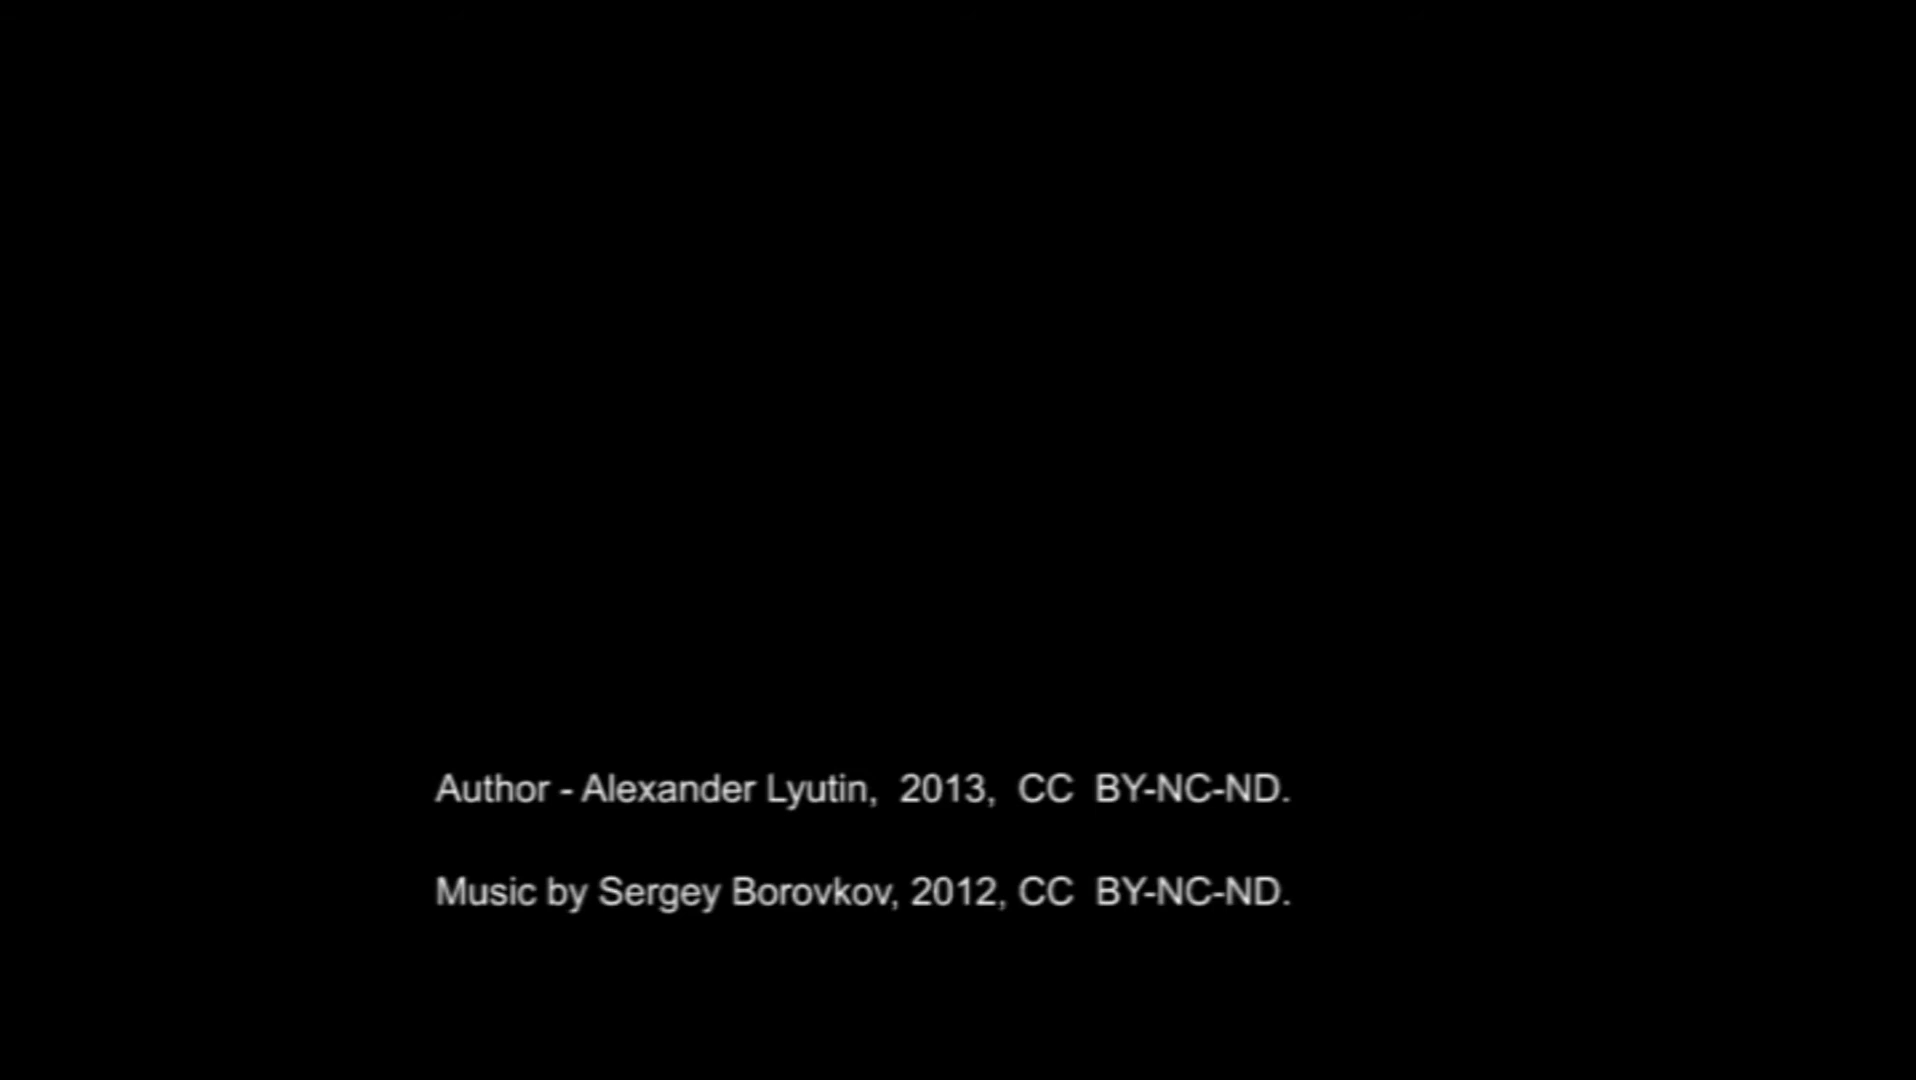 Author - Alexander Lyutin,  2013,  CC  BY-NC-ND.
Music by Sergey Borovkov, 2012, CC  BY-NC-ND.